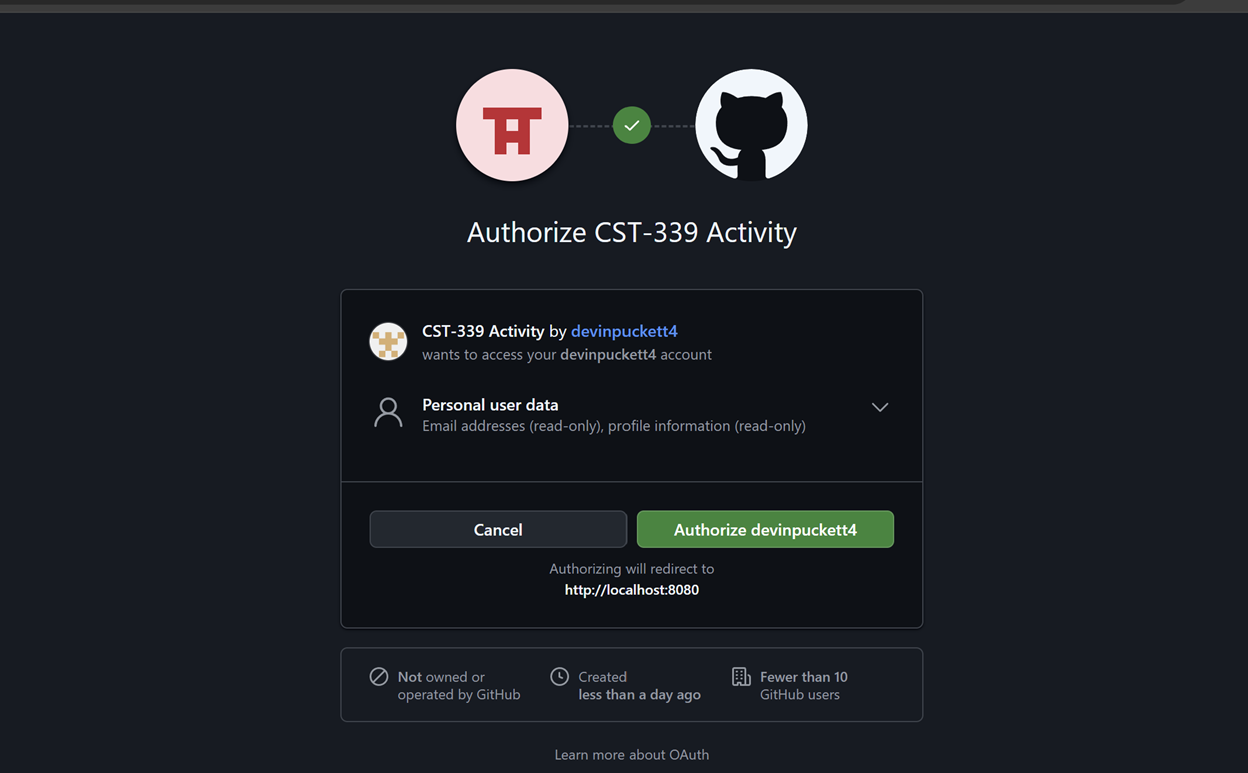 Authorize CST-339 Activity
CST-339 Activity by devinpuckett4
wants to access your devinpuckett4 account
Personal user data
Email addresses (read-only), profile information (read-only)
Cancel
Authorize devinpuckett4
Authorizing will redirect to
http://localhost:8080
Not owned or
operated by GitHub
Created
less than a day ago
Fewer than 10
GitHub users
Learn more about OAuth